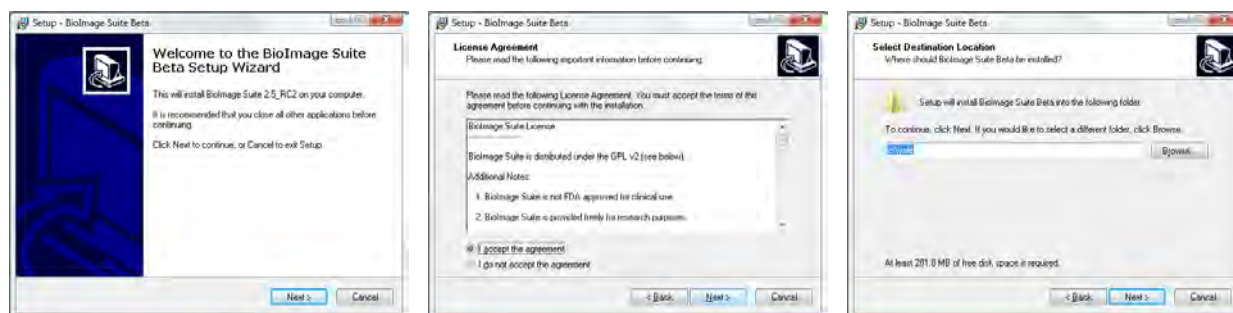 Setup - BioImage Suite Beta
Welcome to the BioImage Suite
Beta Setup Wizard
This will install BioImage Suite 2.5_RC2 on your computer.
It is recommended that you close all other applications before
continuing.
Click Next to continue, or Cancel to exit Setup.
Next >
Cancel
Setup - BioImage Suite Beta
License Agreement
Please read the following important information before continuing.
Please read the following License Agreement. You must accept the terms of this
agreement before continuing with the installation.
BioImage Suite License
BioImage Suite is distributed under the GPL v2 (see below).
Additional Notes:
1. BioImage Suite is not FDA approved for clinical use.
2. BioImage Suite is provided freely for research purposes.
I accept the agreement
I do not accept the agreement
< Back
Next >
Cancel
Setup - BioImage Suite Beta
Select Destination Location
Where should BioImage Suite Beta be installed?
Setup will install BioImage Suite Beta into the following folder.
To continue, click Next. If you would like to select a different folder, click Browse.
Browse...
At least 281.8 MB of free disk space is required.
< Back
Next >
Cancel